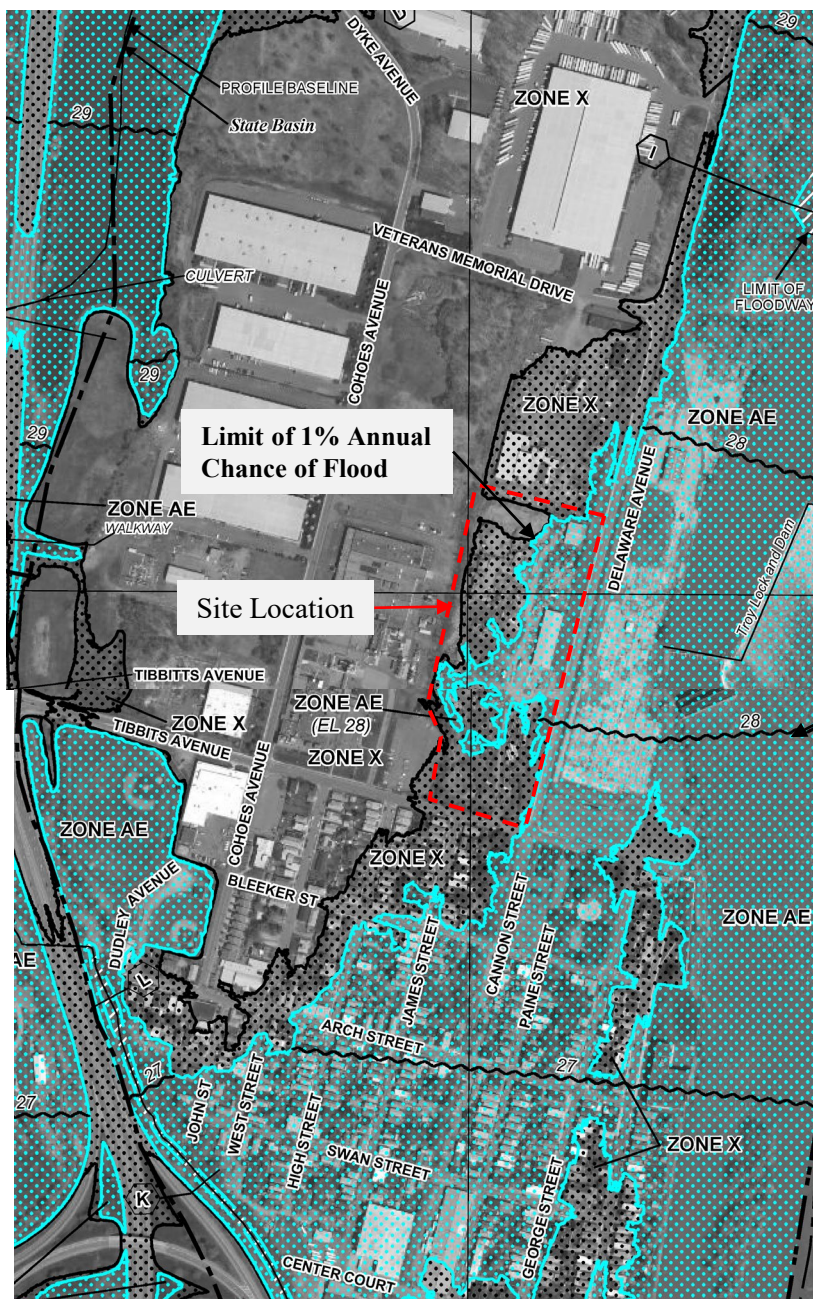 29
DYKE AVENUE
D
PROFILE BASELINE
State Basin
29
ZONE X
I
VETERANS MEMORIAL DRIVE
CULVERT
LIMIT OF
FLOODWAY
COHOES AVENUE
29
ZONE X
ZONE AE
28
Limit of 1% Annual
Chance of Flood
29
DELAWARE AVENUE
ZONE AE
WALKWAY
Troy Lock and Dam
Site Location
TIBBITTS AVENUE
ZONE X
TIBBITS AVENUE
ZONE AE
(EL 28)
28
ZONE X
COHOES AVENUE
ZONE AE
ZONE X
BLEEKER ST
DUDLEY AVENUE
ZONE AE
AE
JAMES STREET
CANNON STREET
PAINE STREET
L
ARCH STREET
27
27
27
JOHN ST
WEST STREET
HIGH STREET
SWAN STREET
ZONE X
K
GEORGE STREET
CENTER COURT